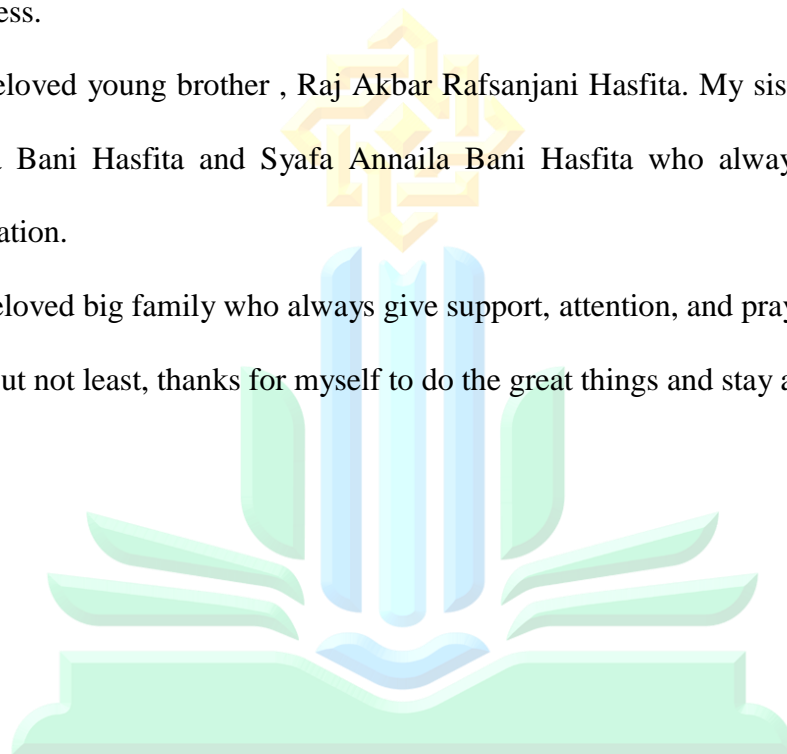 ess.
eloved young brother , Raj Akbar Rafsanjani Hasfita. My sis
Bani Hasfita and Syafa Annaila Bani Hasfita who alway
ation.
eloved big family who always give support, attention, and pray
ut not least, thanks for myself to do the great things and stay a